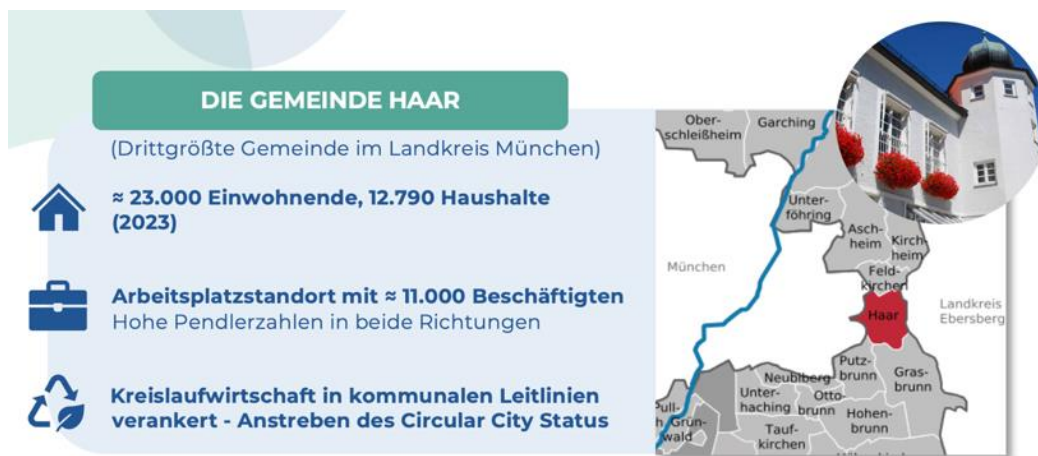 DIE GEMEINDE HAAR
(Drittgrößte Gemeinde im Landkreis München)
≈ 23.000 Einwohnende, 12.790 Haushalte
(2023)
Arbeitsplatzstandort mit ≈ 11.000 Beschäftigten
Hohe Pendlerzahlen in beide Richtungen
Kreislaufwirtschaft in kommunalen Leitlinien
verankert - Anstreben des Circular City Status
Ober-
schleißheim
Garching
Unter-
föhring
Asch-
heim
Kirch-
heim
München
Feld-
kirchen
Landkreis
Ebersberg
Haar
Putz-
brunn
Gras-
brunn
Neubiberg
Unter-
haching
Otto-
brunn
Hohen-
brunn
Pull-
h
Grün-
wald
Tauf-
kirchen